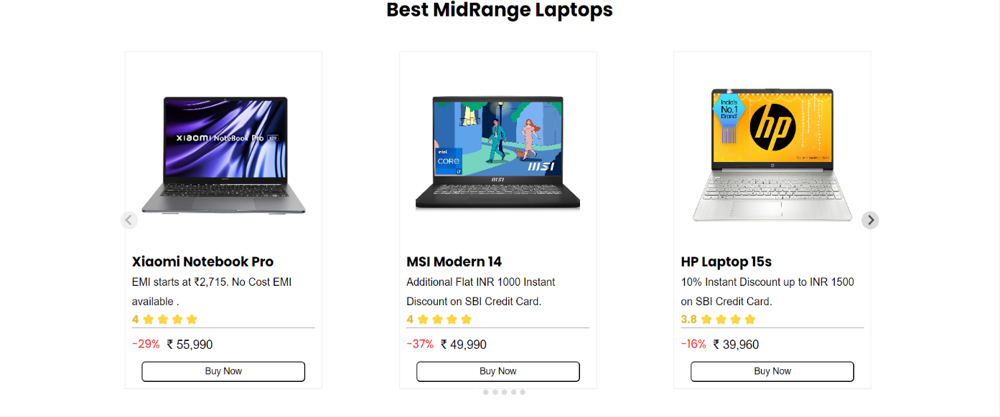 Best MidRange Laptops
XIAOMI NoteBook Pro 120
intel
CORE
i7
msi
msi
India's
No.1
Brand
hp
Xiaomi Notebook Pro
EMI starts at ₹2,715. No Cost EMI
available .
4
-29% ₹ 55,990
Buy Now
MSI Modern 14
Additional Flat INR 1000 Instant
Discount on SBI Credit Card.
4
-37% ₹ 49,990
Buy Now
HP Laptop 15s
10% Instant Discount up to INR 1500
on SBI Credit Card.
3.8
-16% ₹ 39,960
Buy Now